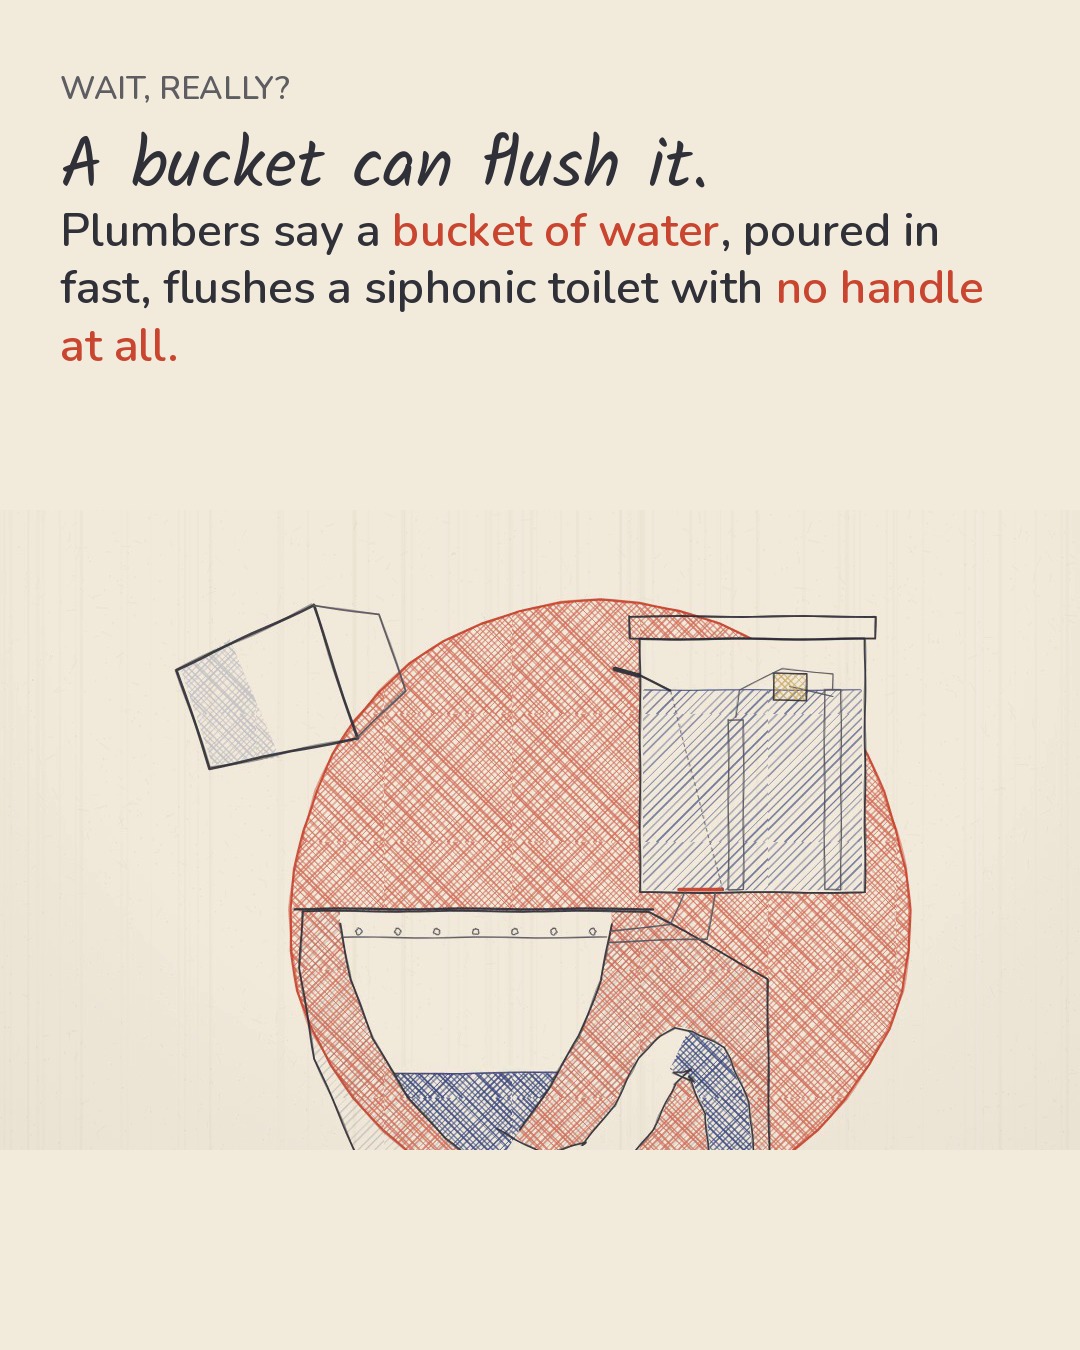 WAIT, REALLY?
A bucket can flush it.
Plumbers say a bucket of water, poured in
fast, flushes a siphonic toilet with no handle
at all.